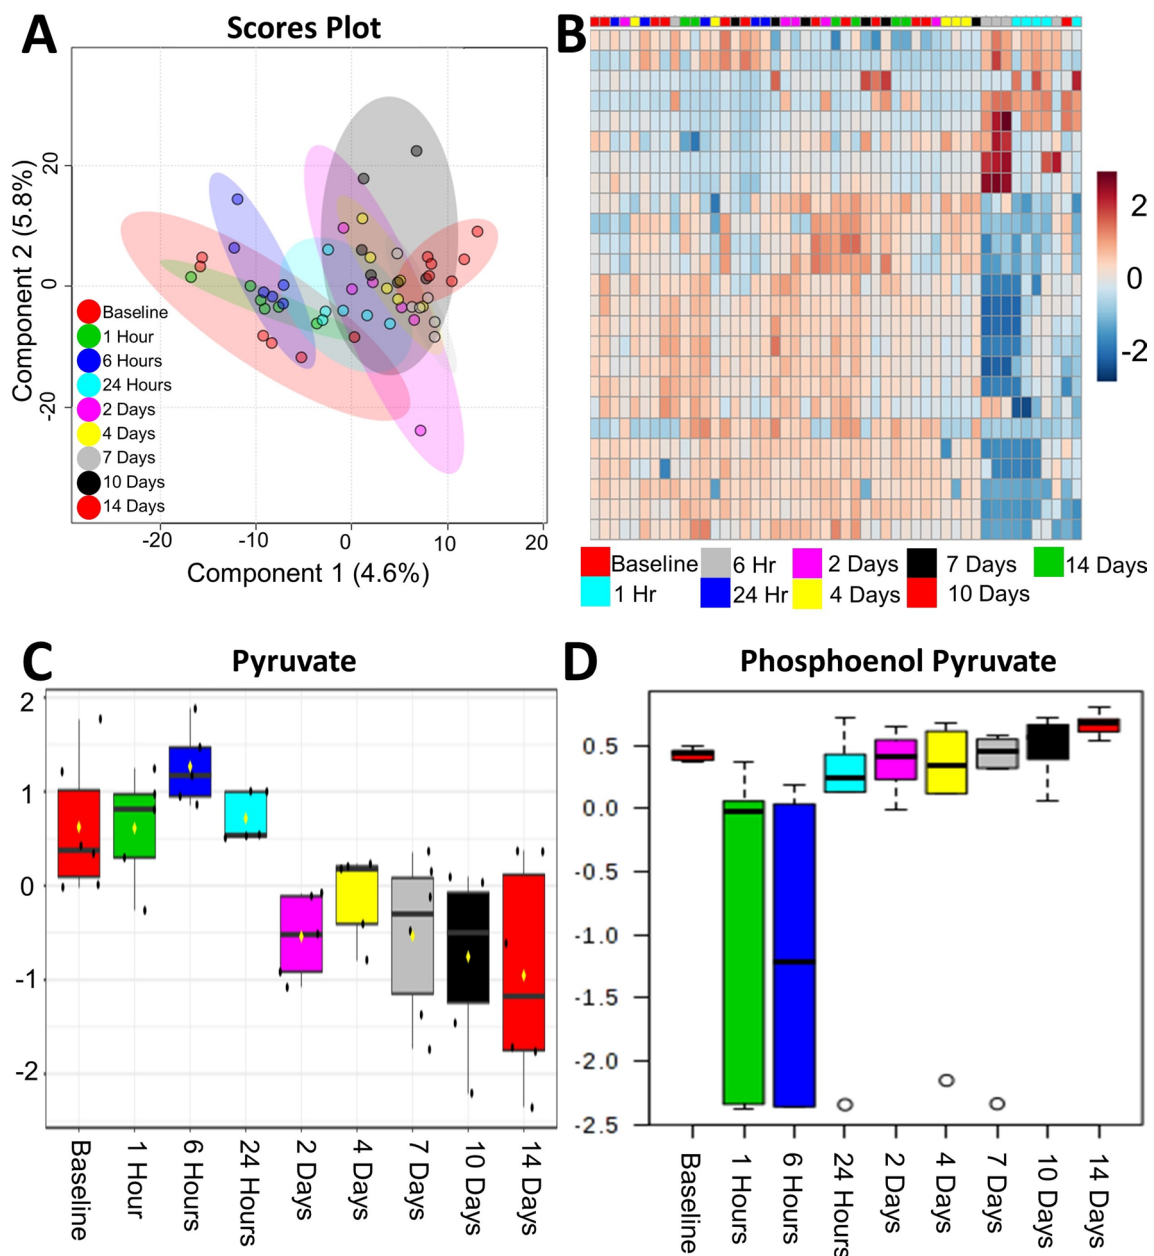 A
Scores Plot
Component 2 (5.8%)
20
0
-20
Baseline
1 Hour
6 Hours
24 Hours
2 Days
4 Days
7 Days
10 Days
14 Days
-20
-10
0
10
20
Component 1 (4.6%)
B
2
0
-2
Baseline
6 Hr
2 Days
7 Days
14 Days
1 Hr
24 Hr
4 Days
10 Days
C
Pyruvate
2
1
0
-1
-2
Baseline
1 Hour
6 Hours
24 Hours
2 Days
4 Days
7 Days
10 Days
14 Days
D
Phosphoenol Pyruvate
0.5
0.0
-0.5
-1.0
-1.5
-2.0
-2.5
Baseline
1 Hours
6 Hours
24 Hours
2 Days
4 Days
7 Days
10 Days
14 Days